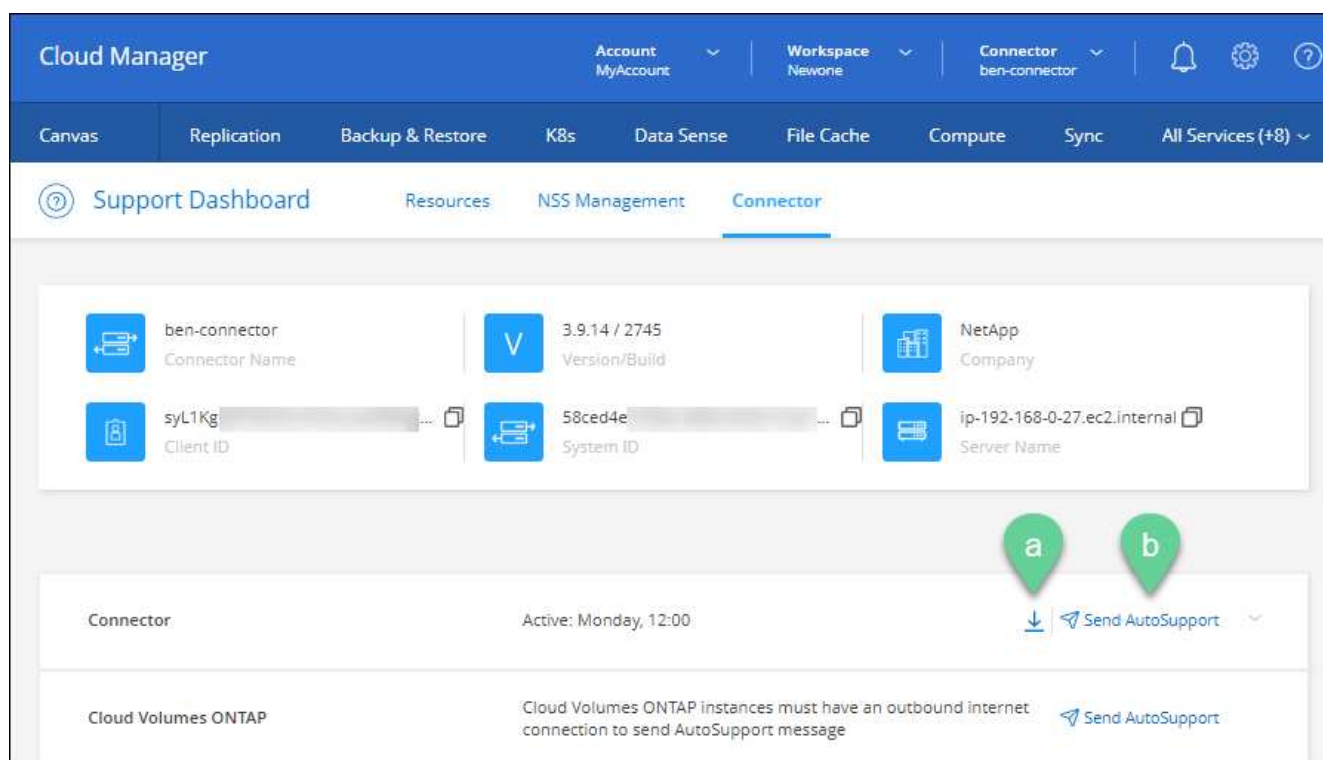 Cloud Manager
Account
MyAccount
Workspace
Newone
Connector
ben-connector
Canvas Replication Backup & Restore K8s Data Sense File Cache Compute Sync All Services (+8)
Support Dashboard Resources NSS Management Connector
ben-connector
Connector Name
V
3.9.14 / 2745
Version/Build
NetApp
Company
syL1Kg ...
Client ID
58ced4e ...
System ID
ip-192-168-0-27.ec2.internal
Server Name
a
b
Connector Active: Monday, 12:00 Send AutoSupport
Cloud Volumes ONTAP
Cloud Volumes ONTAP instances must have an outbound internet
connection to send AutoSupport message
Send AutoSupport